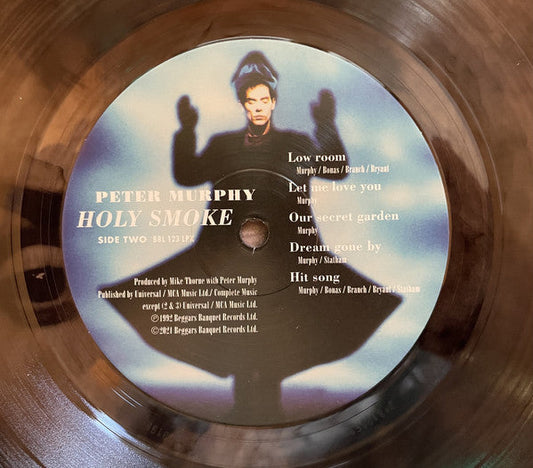 PETER MURPHY
HOLY SMOKE
SIDE TWO BBL 123 LPX
Low room
Murphy / Bonas / Branch / Bryant
Let me love you
Murphy
Our secret garden
Murphy
Dream gone by
Murphy / Statham
Hit song
Murphy / Bonas / Branch / Bryant / Statham
Produced by Mike Thorne with Peter Murphy
Published by Universal / MCA Music Ltd./ Complete Music
except (2 & 3) Universal / MCA Music Ltd.
℗1992 Beggars Banquet Records Ltd.
©2021 Beggars Banquet Records Ltd.